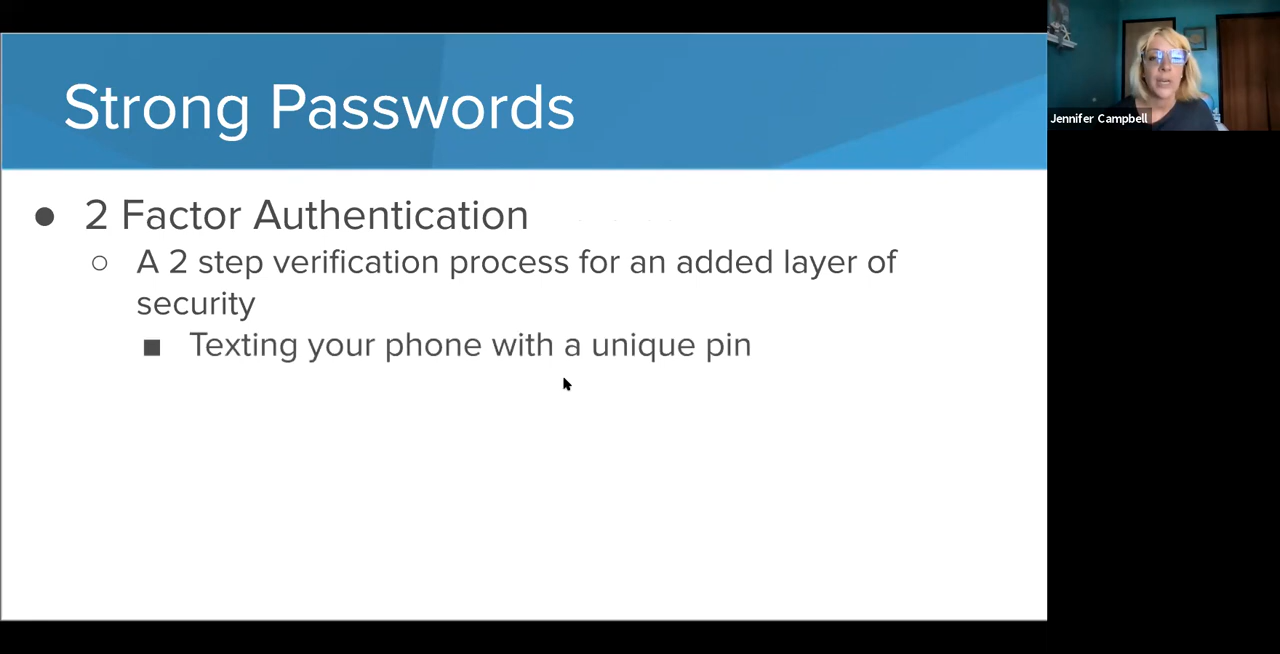 Strong Passwords
Jennifer Campbell
● 2 Factor Authentication
○ A 2 step verification process for an added layer of
security
■ Texting your phone with a unique pin